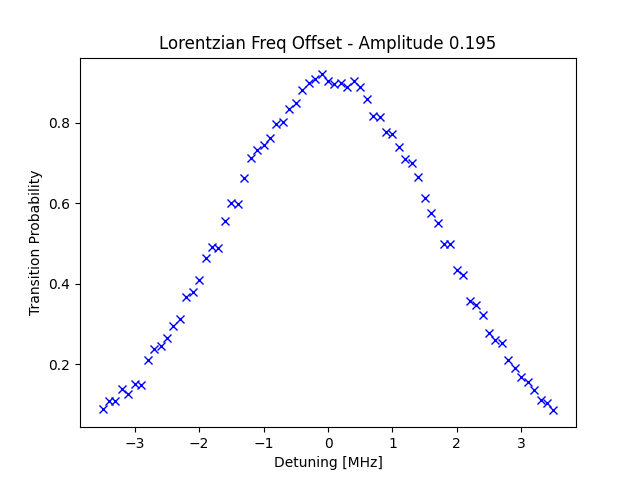 Lorentzian Freq Offset - Amplitude 0.195
Transition Probability
0.8
0.6
0.4
0.2
−3 −2 −1 0 1 2 3
Detuning [MHz]